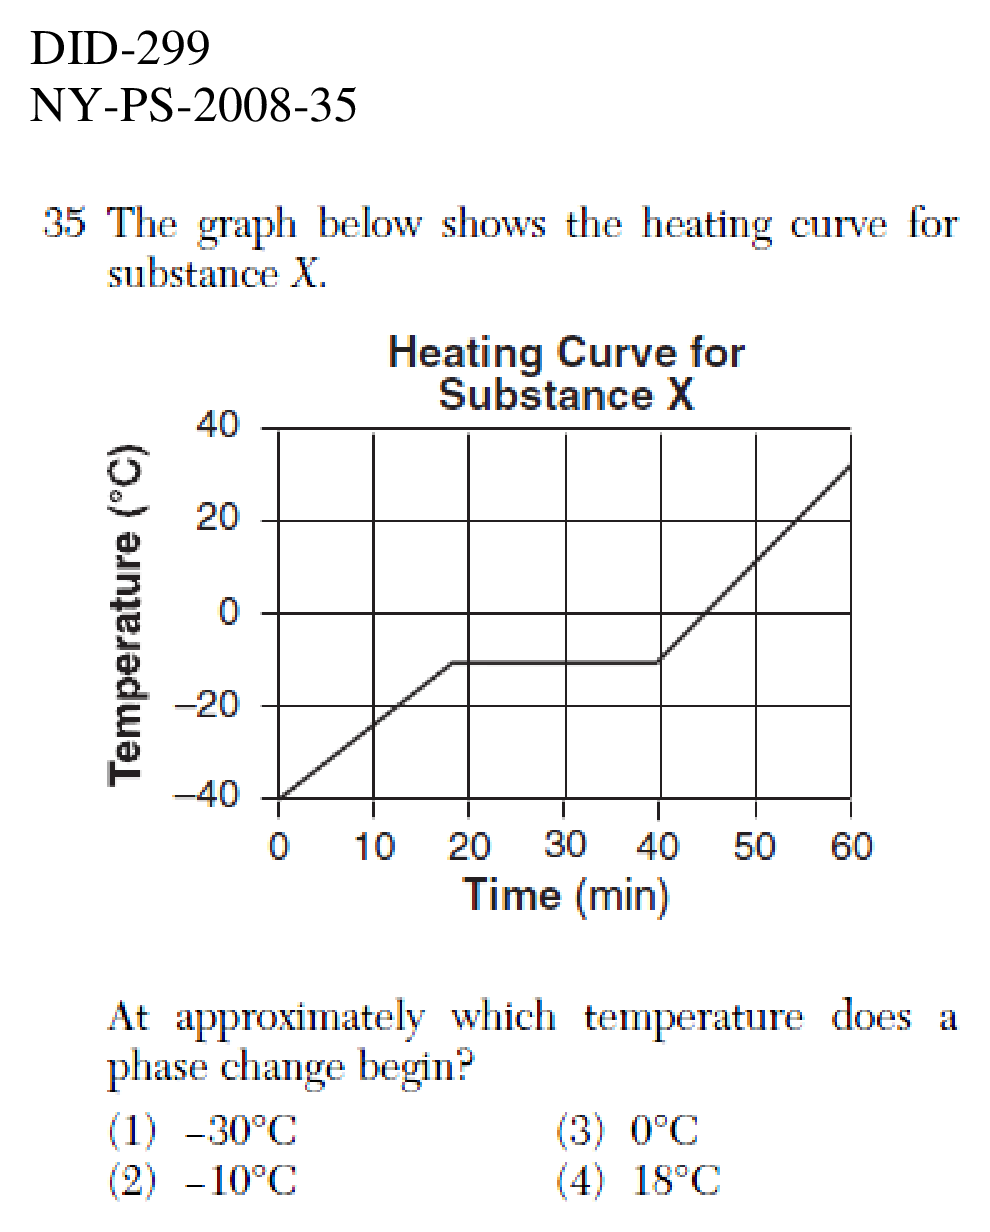 DID-299
NY-PS-2008-35
35 The graph below shows the heating curve for
substance X.
Heating Curve for
Substance X
Temperature (°C)
40
20
0
–20
–40
0 10 20 30 40 50 60
Time (min)
At approximately which temperature does a
phase change begin?
(1) –30°C (3) 0°C
(2) –10°C (4) 18°C